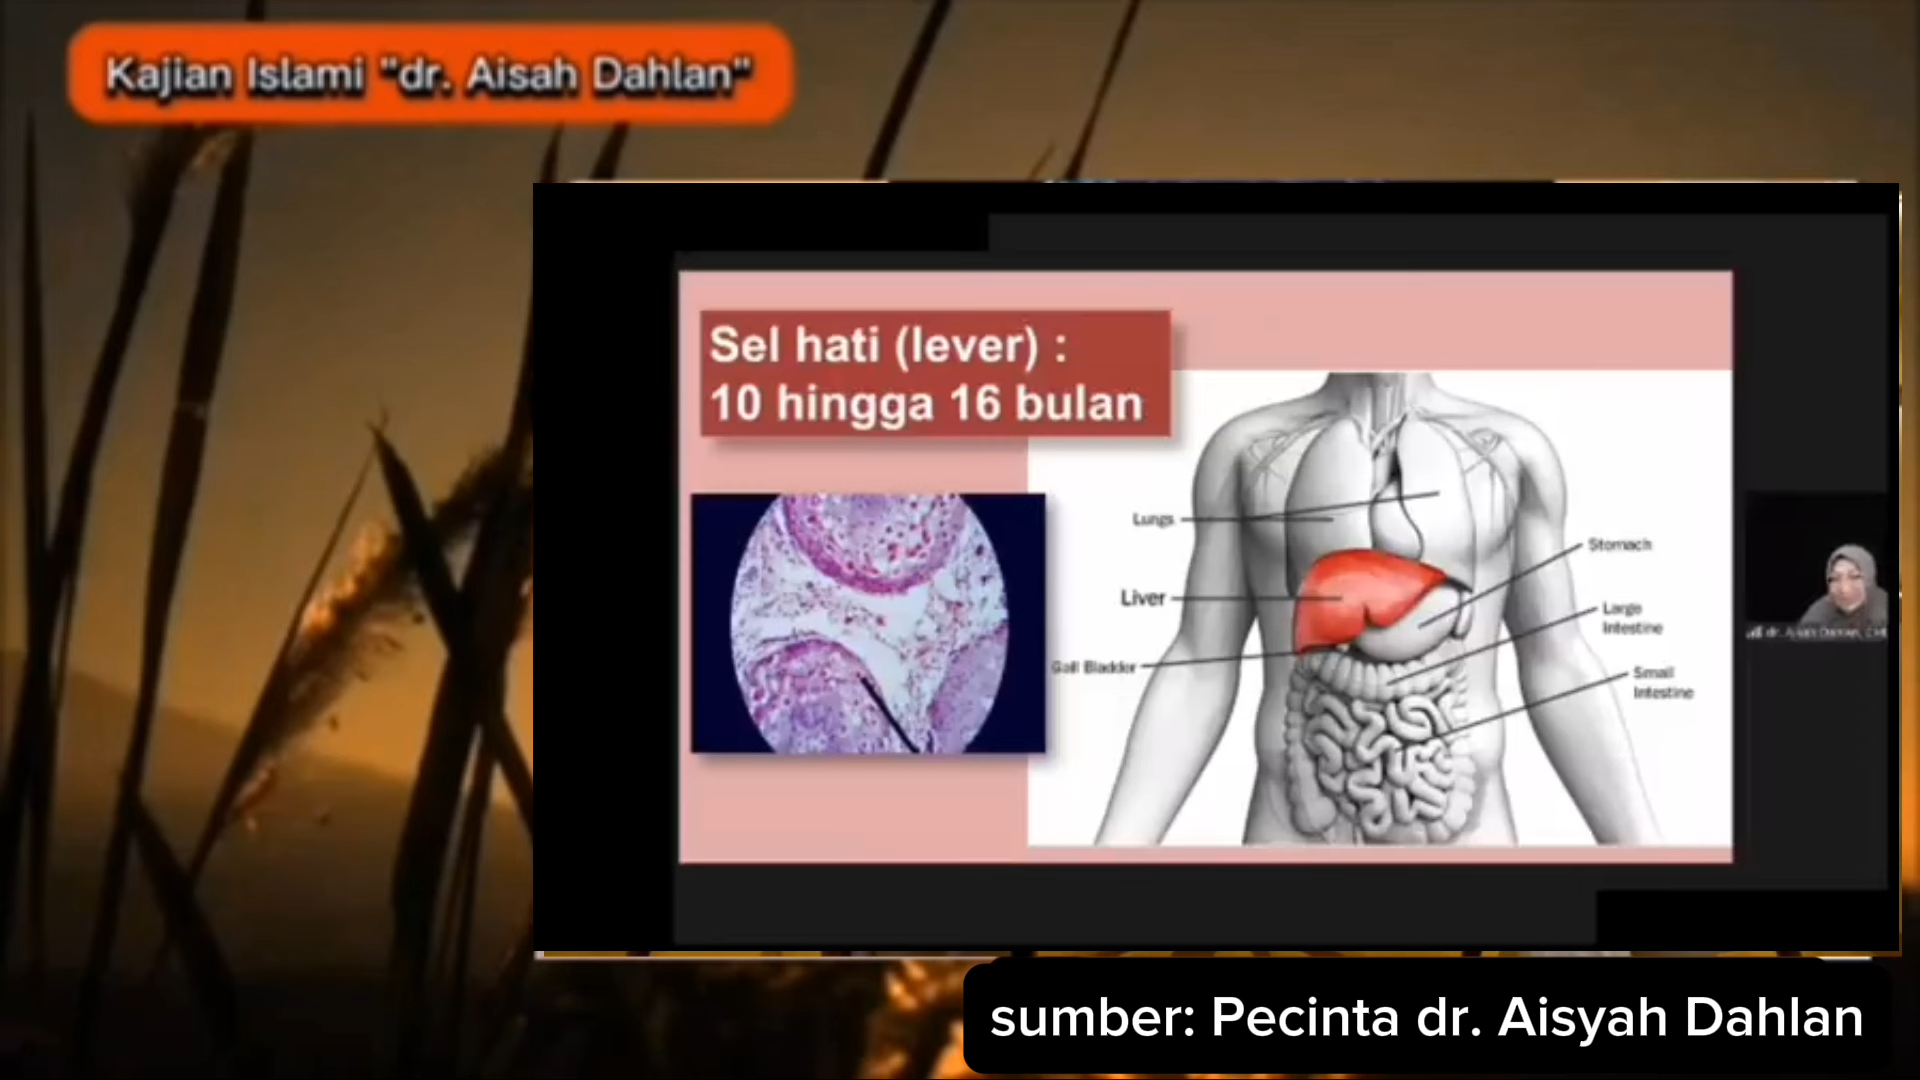 Kajian Islami "dr. Aisah Dahlan"
Sel hati (lever) :
10 hingga 16 bulan
Lungs
Liver
Gall Bladder
Stomach
Large
Intestine
Small
Intestine
sumber: Pecinta dr. Aisyah Dahlan